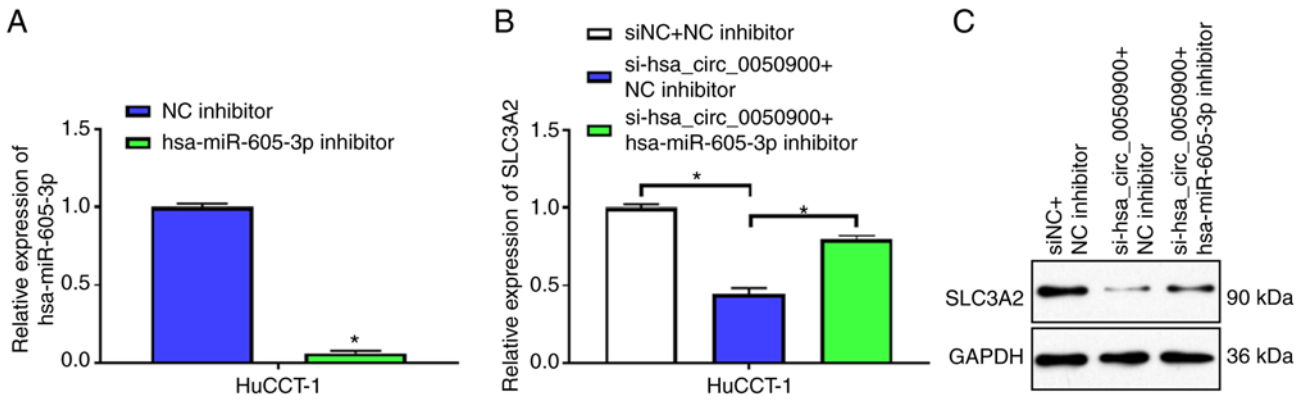 A
Relative expression of
hsa-miR-605-3p
NC inhibitor
hsa-miR-605-3p inhibitor
1.5
1.0
0.5
0.0
*
HuCCT-1
B
Relative expression of SLC3A2
siNC+NC inhibitor
si-hsa_circ_0050900+
NC inhibitor
si-hsa_circ_0050900+
hsa-miR-605-3p inhibitor
1.5
1.0
0.5
0.0
*
*
HuCCT-1
C
siNC+
NC inhibitor
si-hsa_circ_0050900+
NC inhibitor
si-hsa_circ_0050900+
hsa-miR-605-3p inhibitor
SLC3A2
90 kDa
GAPDH
36 kDa